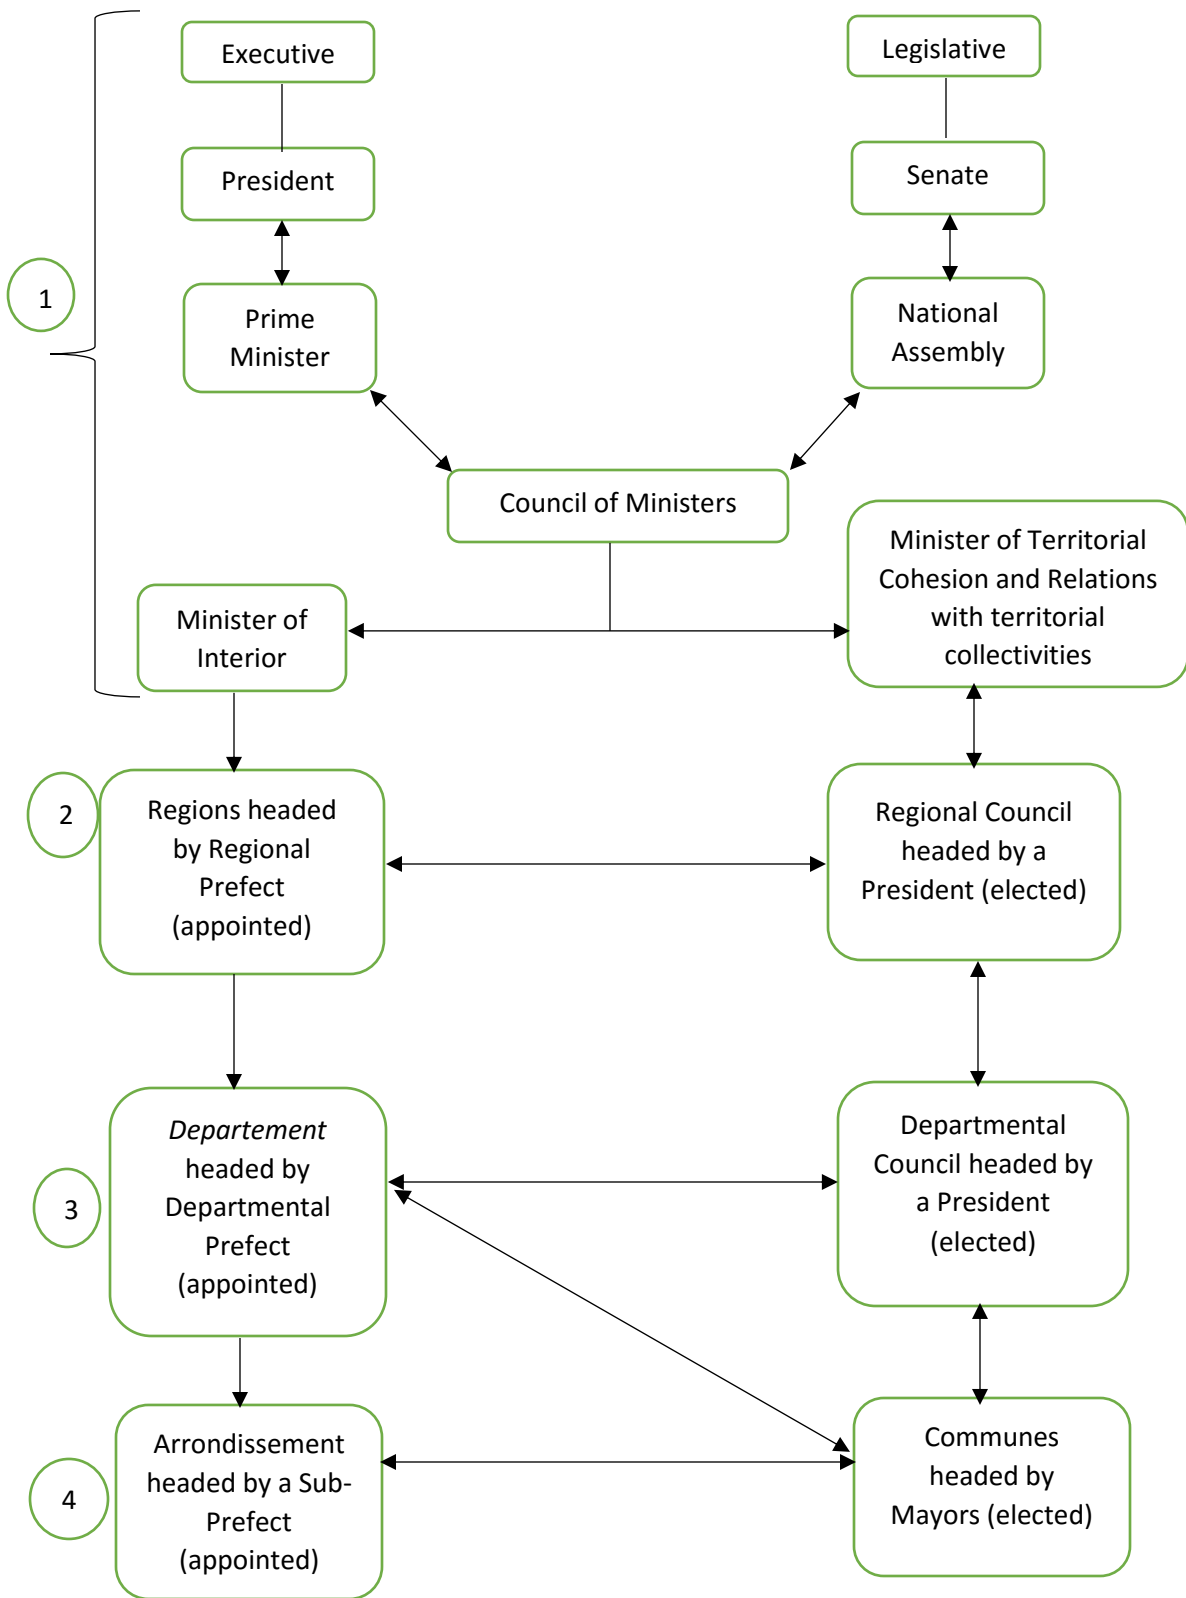 Executive
Legislative
President
Senate
1
Prime
Minister
National
Assembly
Council of Ministers
Minister of Territorial
Cohesion and Relations
with territorial
collectivities
Minister of
Interior
2
Regions headed
by Regional
Prefect
(appointed)
Regional Council
headed by a
President (elected)
3
Departement
headed by
Departmental
Prefect
(appointed)
Departmental
Council headed by
a President
(elected)
4
Arrondissement
headed by a Sub-
Prefect
(appointed)
Communes
headed by
Mayors (elected)